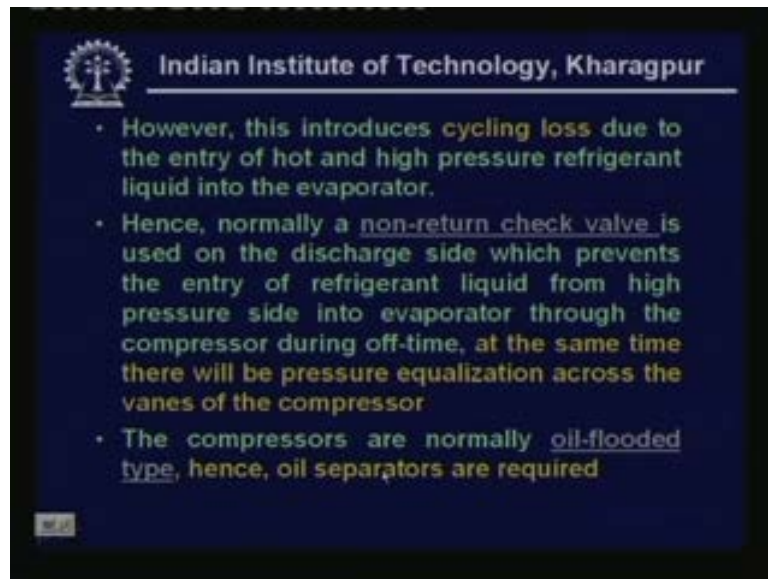 Indian Institute of Technology, Kharagpur
• However, this introduces cycling loss due to
the entry of hot and high pressure refrigerant
liquid into the evaporator.
• Hence, normally a non-return check valve is
used on the discharge side which prevents
the entry of refrigerant liquid from high
pressure side into evaporator through the
compressor during off-time, at the same time
there will be pressure equalization across the
vanes of the compressor
• The compressors are normally oil-flooded
type, hence, oil separators are required